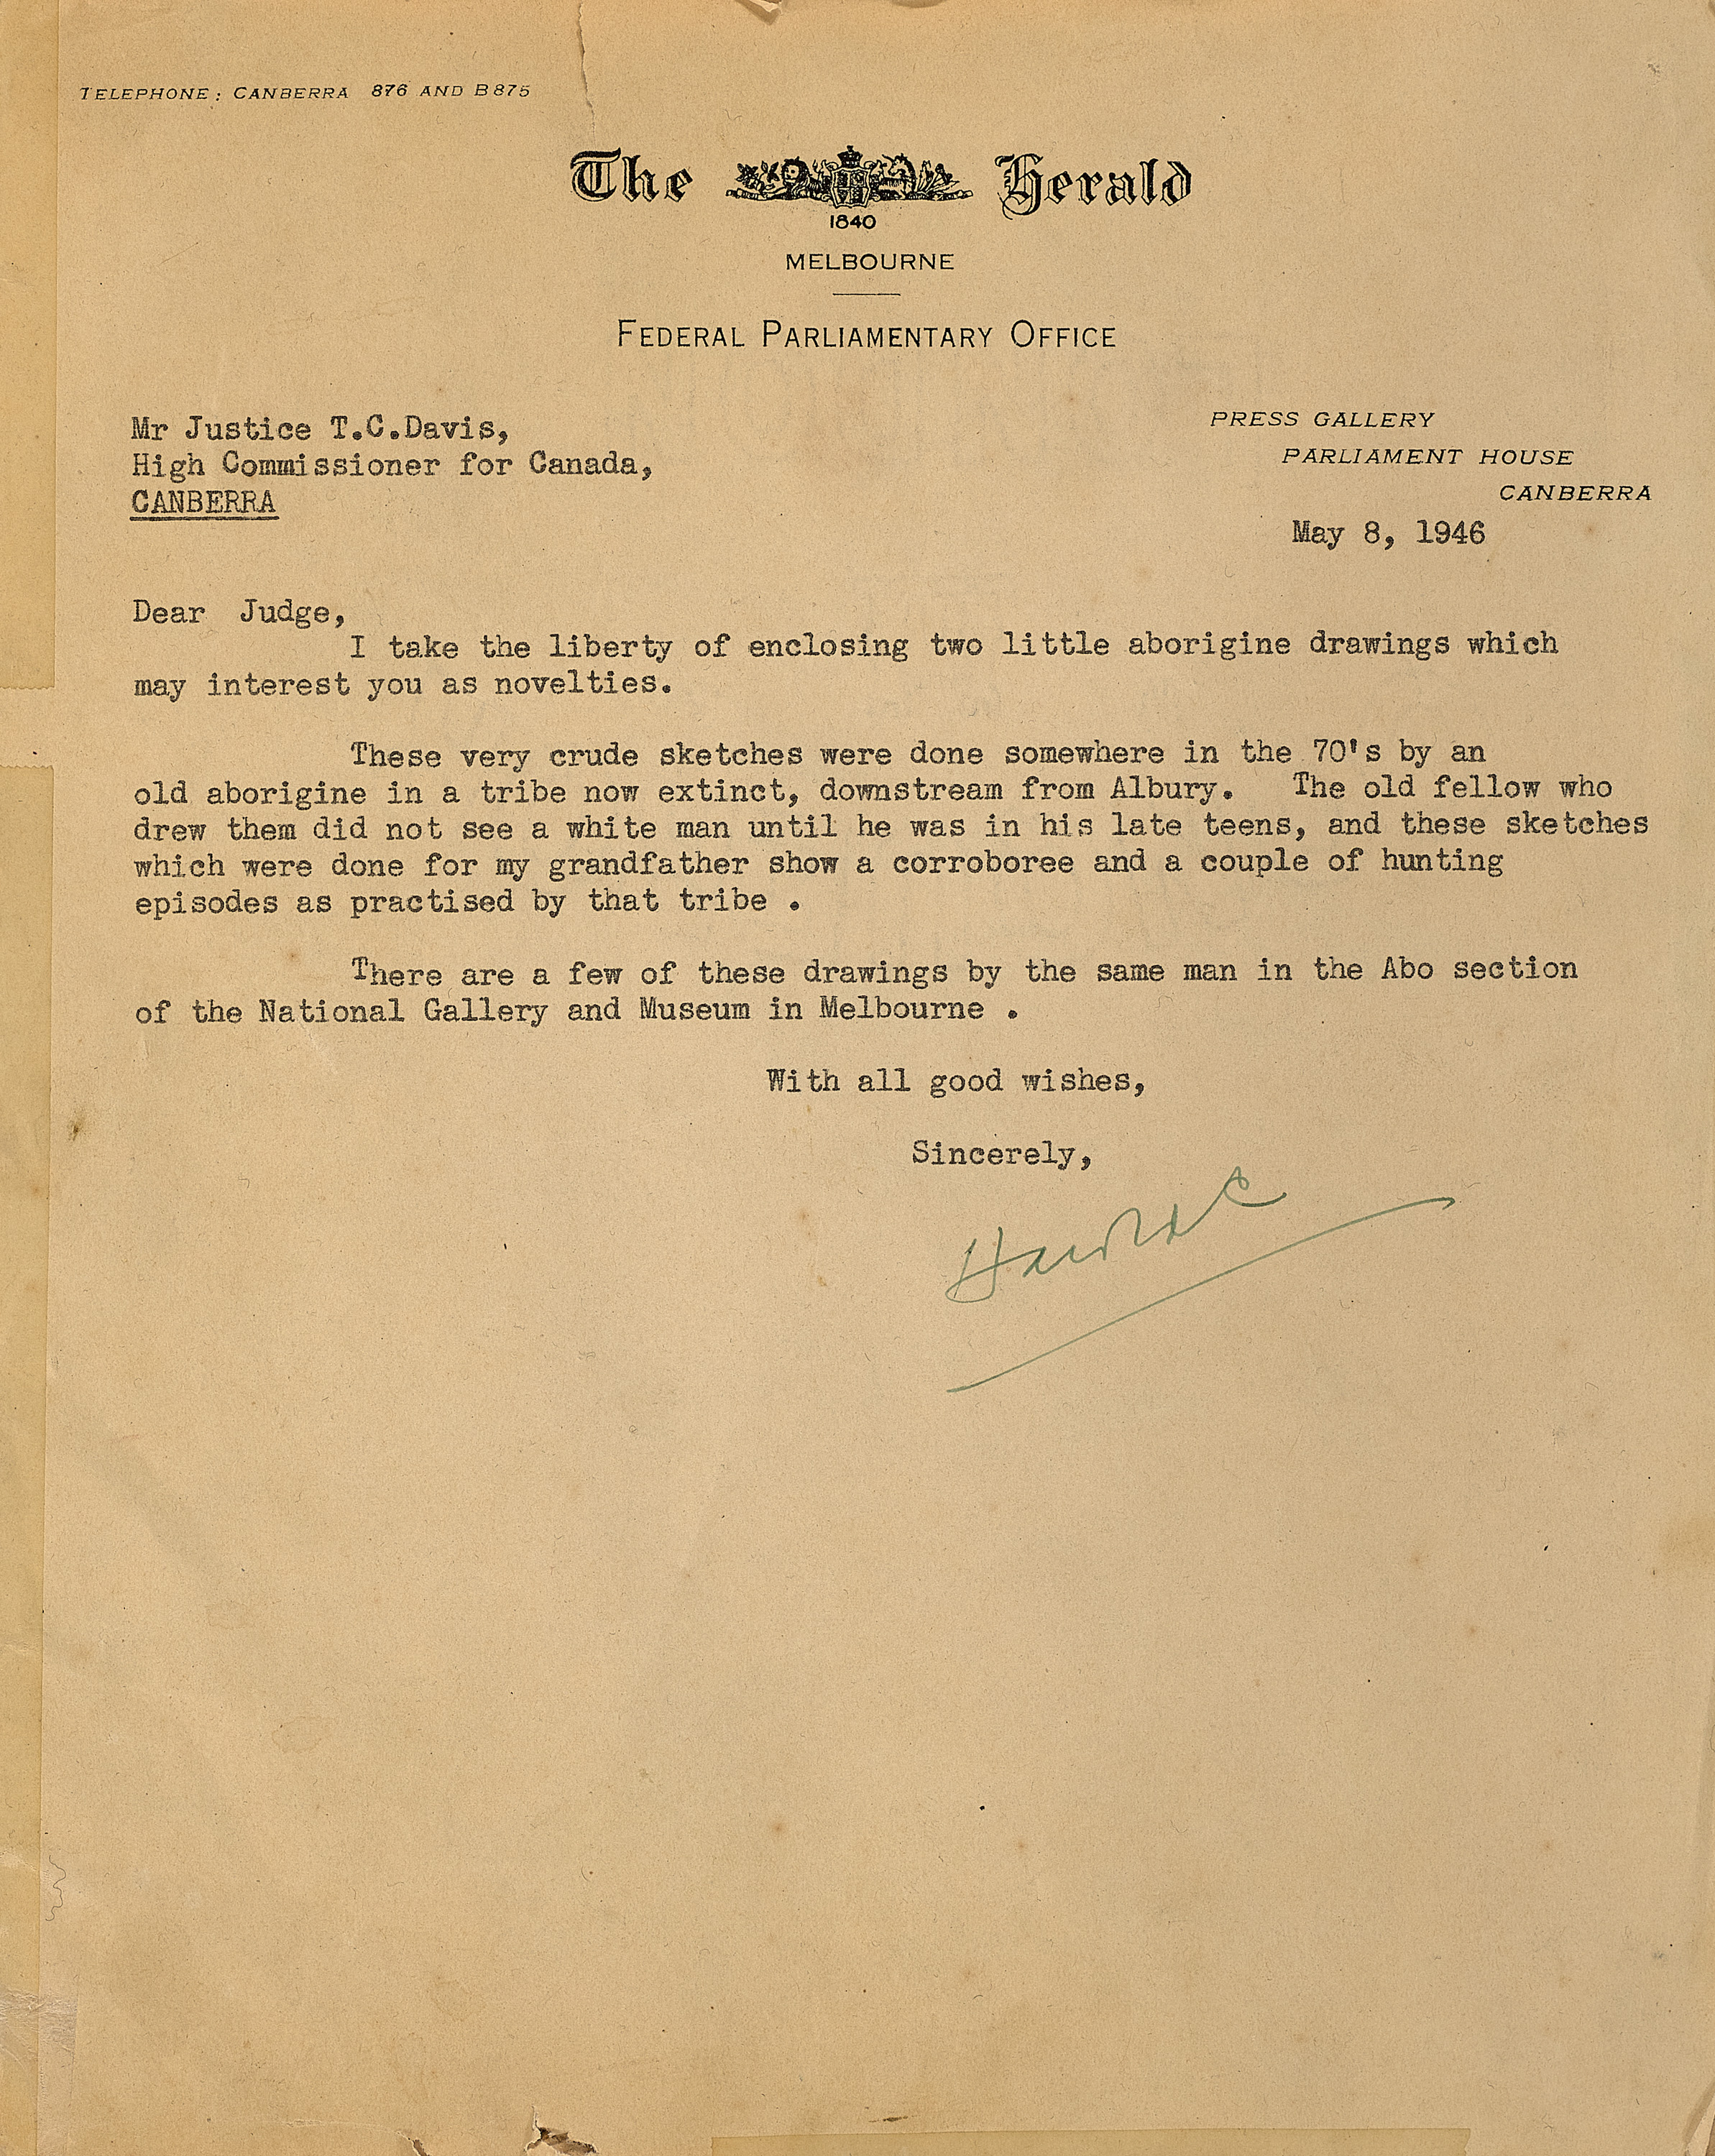 TELEPHONE: CANBERRA 876 AND B875
The Herald
1840
MELBOURNE
FEDERAL PARLIAMENTARY OFFICE
Mr Justice T.C.Davis,
High Commissioner for Canada,
CANBERRA
PRESS GALLERY
PARLIAMENT HOUSE
CANBERRA
May 8, 1946
Dear Judge,
I take the liberty of enclosing two little aborigine drawings which
may interest you as novelties.
These very crude sketches were done somewhere in the 70's by an
old aborigine in a tribe now extinct, downstream from Albury. The old fellow who
drew them did not see a white man until he was in his late teens, and these sketches
which were done for my grandfather show a corroboree and a couple of hunting
episodes as practised by that tribe .
There are a few of these drawings by the same man in the Abo section
of the National Gallery and Museum in Melbourne .
With all good wishes,
Sincerely,